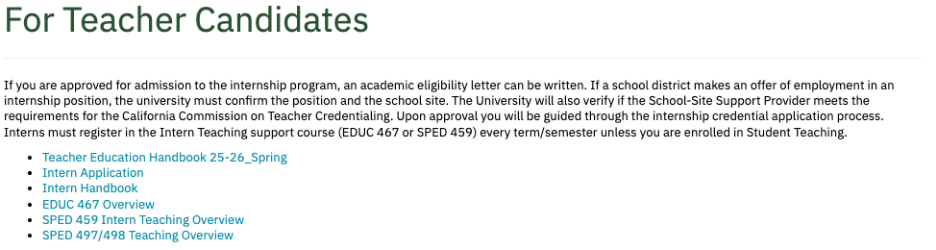 For Teacher Candidates
If you are approved for admission to the internship program, an academic eligibility letter can be written. If a school district makes an offer of employment in an
internship position, the university must confirm the position and the school site. The University will also verify if the School-Site Support Provider meets the
requirements for the California Commission on Teacher Credentialing. Upon approval you will be guided through the internship credential application process.
Interns must register in the Intern Teaching support course (EDUC 467 or SPED 459) every term/semester unless you are enrolled in Student Teaching.
• Teacher Education Handbook 25-26_Spring
• Intern Application
• Intern Handbook
• EDUC 467 Overview
• SPED 459 Intern Teaching Overview
• SPED 497/498 Teaching Overview